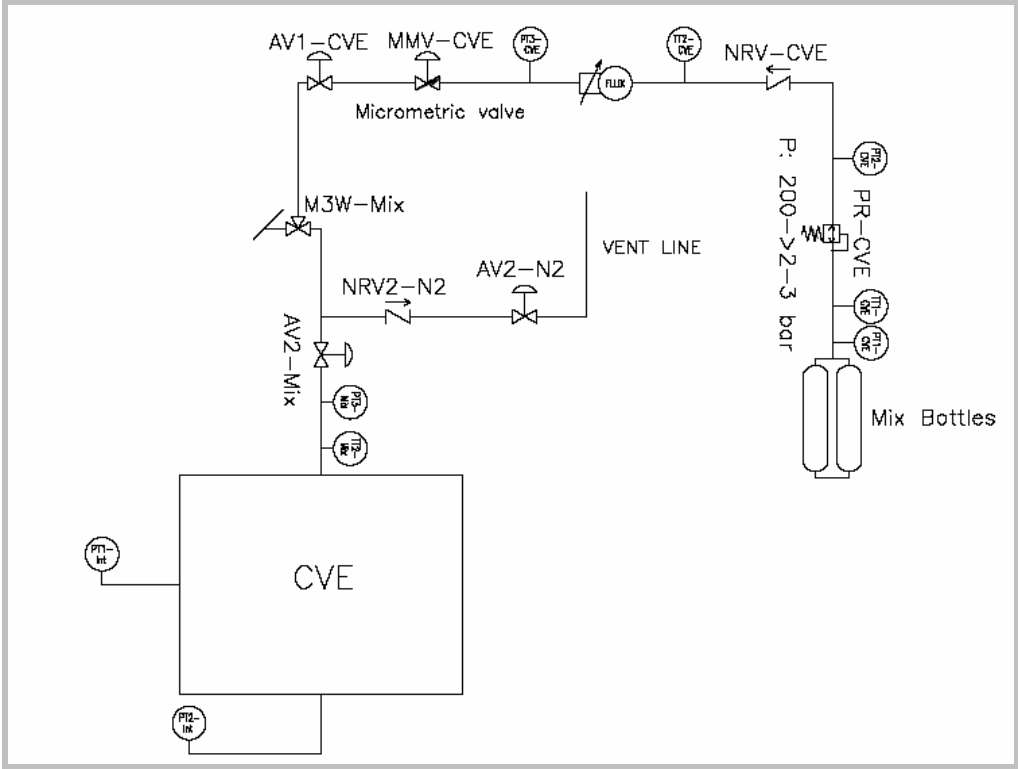 AV1-CVE
MMV-CVE
PT3-
CVE
TT2-
CVE
NRV-CVE
FLUX
Micrometric valve
PT2-
CVE
PR-CVE
P: 200->2-3 bar
M3W-Mix
VENT LINE
AV2-N2
NRV2-N2
TT1-
CVE
PT1-
CVE
AV2-Mix
PT3-
Mix
TT2-
Mix
Mix Bottles
PT1-
Int
CVE
PT2-
Int